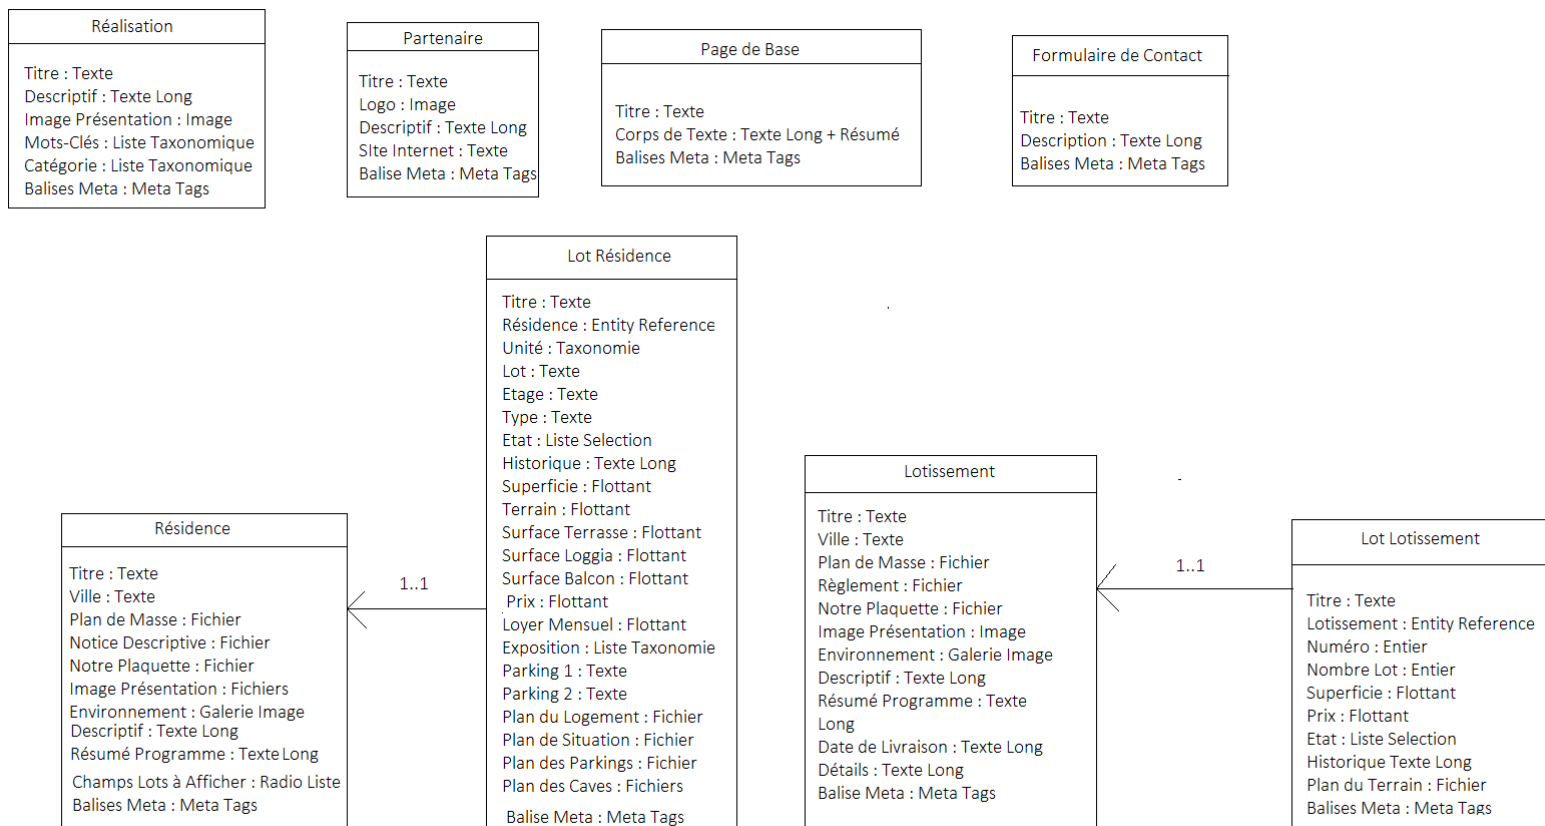 Réalisation
Titre : Texte
Descriptif : Texte Long
Image Présentation : Image
Mots-Clés : Liste Taxonomique
Catégorie : Liste Taxonomique
Balises Meta : Meta Tags
Partenaire
Titre : Texte
Logo : Image
Descriptif : Texte Long
SIte Internet : Texte
Balise Meta : Meta Tags
Page de Base
Titre : Texte
Corps de Texte : Texte Long + Résumé
Balises Meta : Meta Tags
Formulaire de Contact
Titre : Texte
Description : Texte Long
Balises Meta : Meta Tags
Résidence
Titre : Texte
Ville : Texte
Plan de Masse : Fichier
Notice Descriptive : Fichier
Notre Plaquette : Fichier
Image Présentation : Fichiers
Environnement : Galerie Image
Descriptif : Texte Long
Résumé Programme : Texte Long
Champs Lots à Afficher : Radio Liste
Balises Meta : Meta Tags
1..1
Lot Résidence
Titre : Texte
Résidence : Entity Reference
Unité : Taxonomie
Lot : Texte
Etage : Texte
Type : Texte
Etat : Liste Selection
Historique : Texte Long
Superficie : Flottant
Terrain : Flottant
Surface Terrasse : Flottant
Surface Loggia : Flottant
Surface Balcon : Flottant
Prix : Flottant
Loyer Mensuel : Flottant
Exposition : Liste Taxonomie
Parking 1 : Texte
Parking 2 : Texte
Plan du Logement : Fichier
Plan de Situation : Fichier
Plan des Parkings : Fichier
Plan des Caves : Fichiers
Balise Meta : Meta Tags
Lotissement
Titre : Texte
Ville : Texte
Plan de Masse : Fichier
Règlement : Fichier
Notre Plaquette : Fichier
Image Présentation : Image
Environnement : Galerie Image
Descriptif : Texte Long
Résumé Programme : Texte
Long
Date de Livraison : Texte Long
Détails : Texte Long
Balise Meta : Meta Tags
1..1
Lot Lotissement
Titre : Texte
Lotissement : Entity Reference
Numéro : Entier
Nombre Lot : Entier
Superficie : Flottant
Prix : Flottant
Etat : Liste Selection
Historique Texte Long
Plan du Terrain : Fichier
Balises Meta : Meta Tags